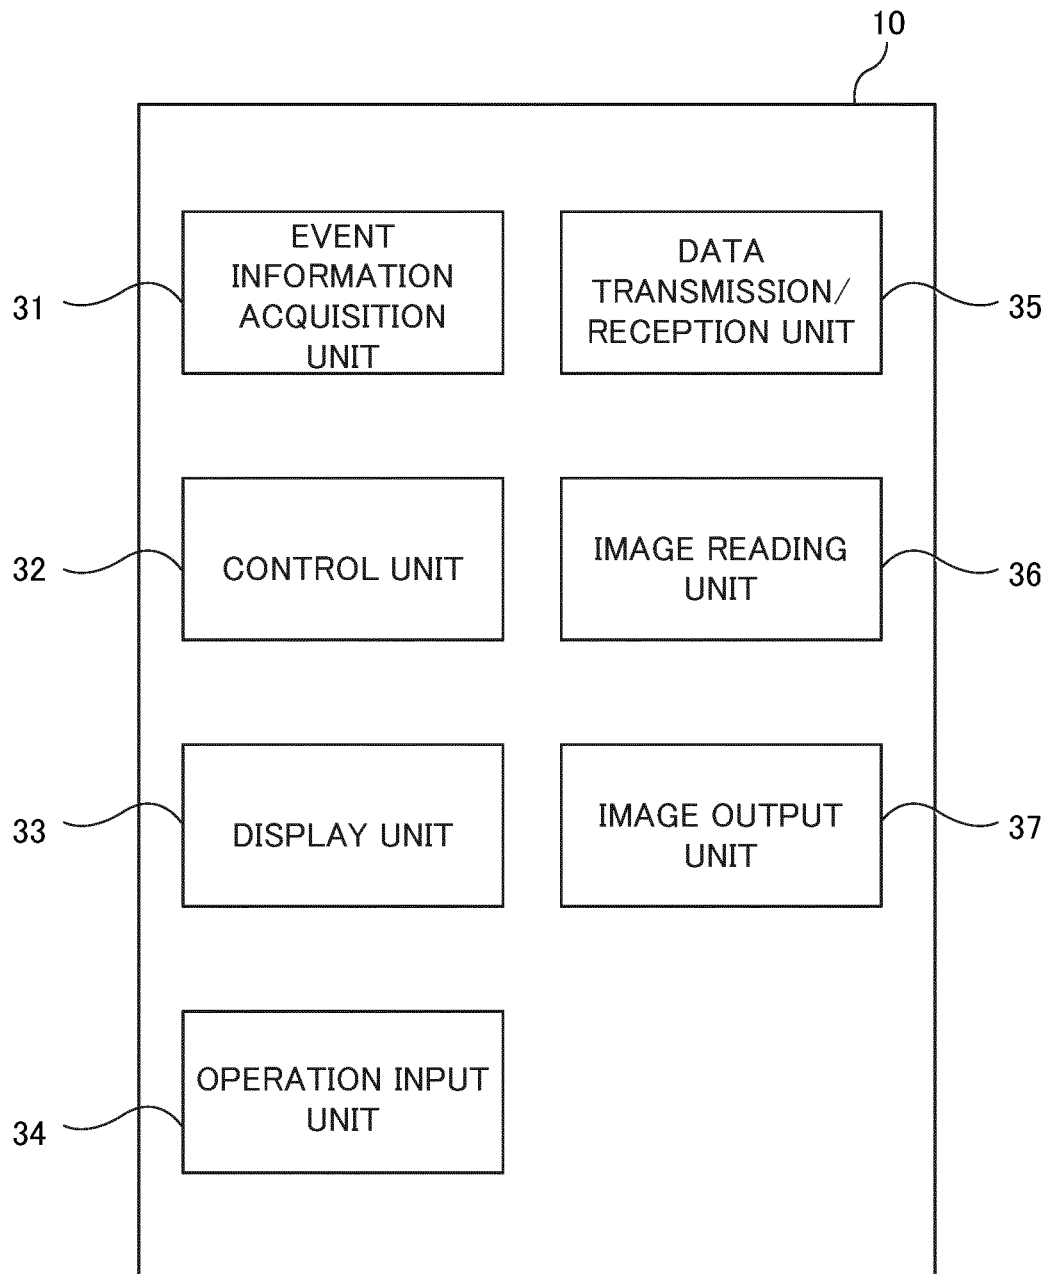 10
EVENT
INFORMATION
ACQUISITION
UNIT
31
DATA
TRANSMISSION/
RECEPTION UNIT
35
CONTROL UNIT
32
IMAGE READING
UNIT
36
DISPLAY UNIT
33
IMAGE OUTPUT
UNIT
37
OPERATION INPUT
UNIT
34